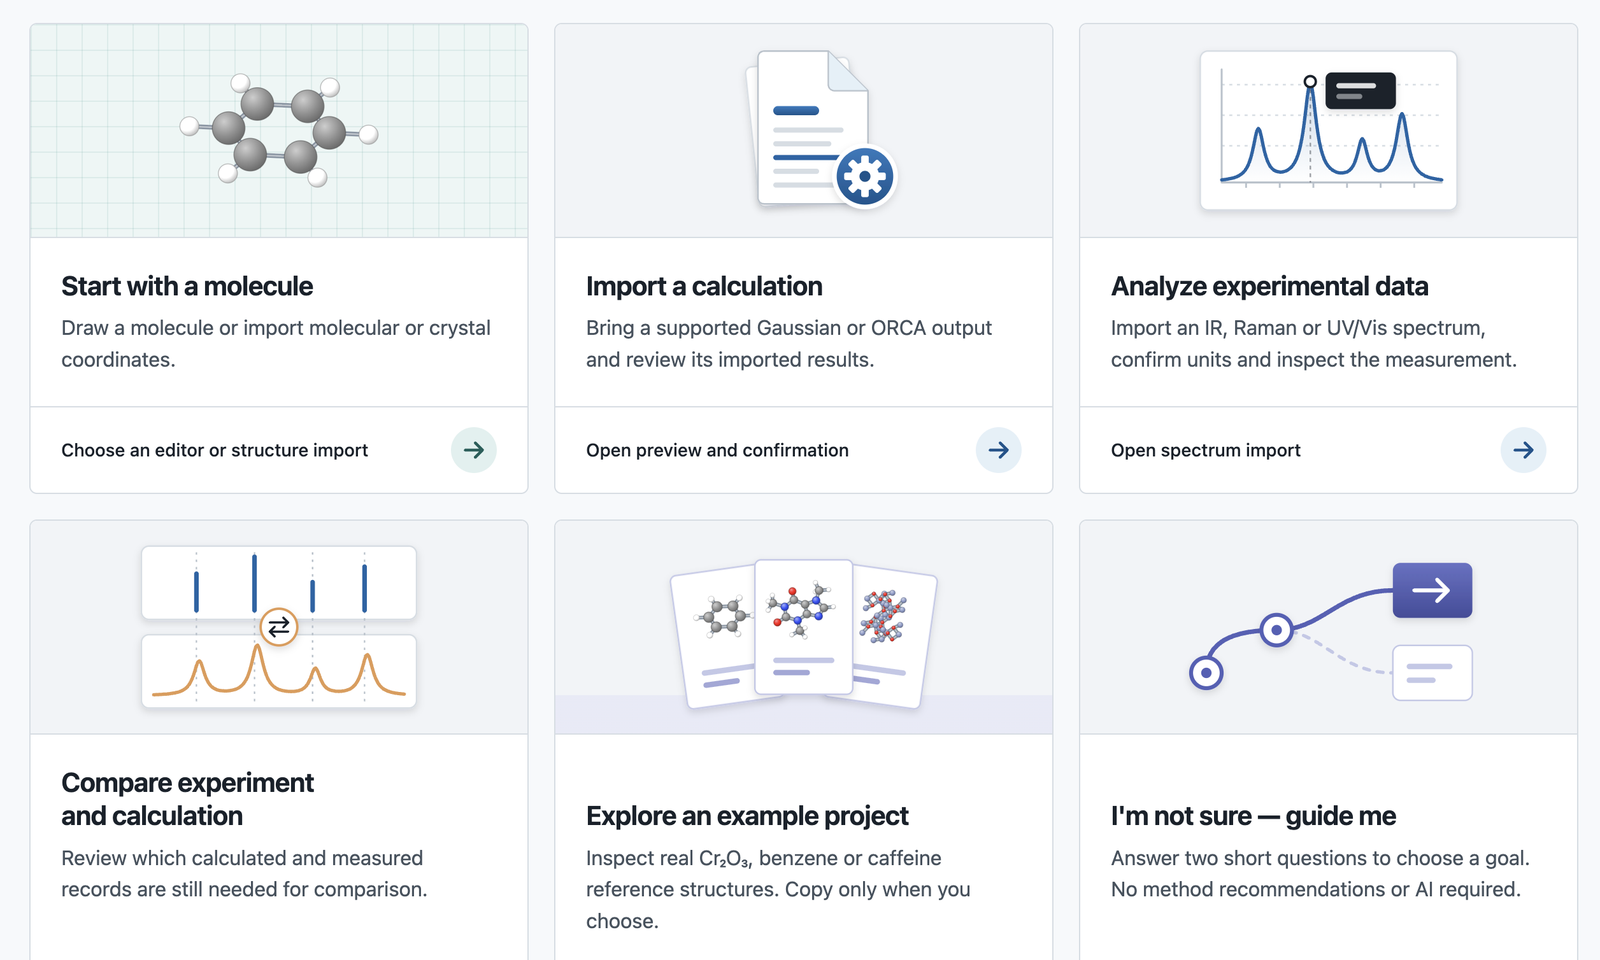 Start with a molecule
Draw a molecule or import molecular or crystal
coordinates.
Choose an editor or structure import
Import a calculation
Bring a supported Gaussian or ORCA output
and review its imported results.
Open preview and confirmation
Analyze experimental data
Import an IR, Raman or UV/Vis spectrum,
confirm units and inspect the measurement.
Open spectrum import
Compare experiment
and calculation
Review which calculated and measured
records are still needed for comparison.
Explore an example project
Inspect real Cr₂O₃, benzene or caffeine
reference structures. Copy only when you
choose.
I'm not sure — guide me
Answer two short questions to choose a goal.
No method recommendations or AI required.